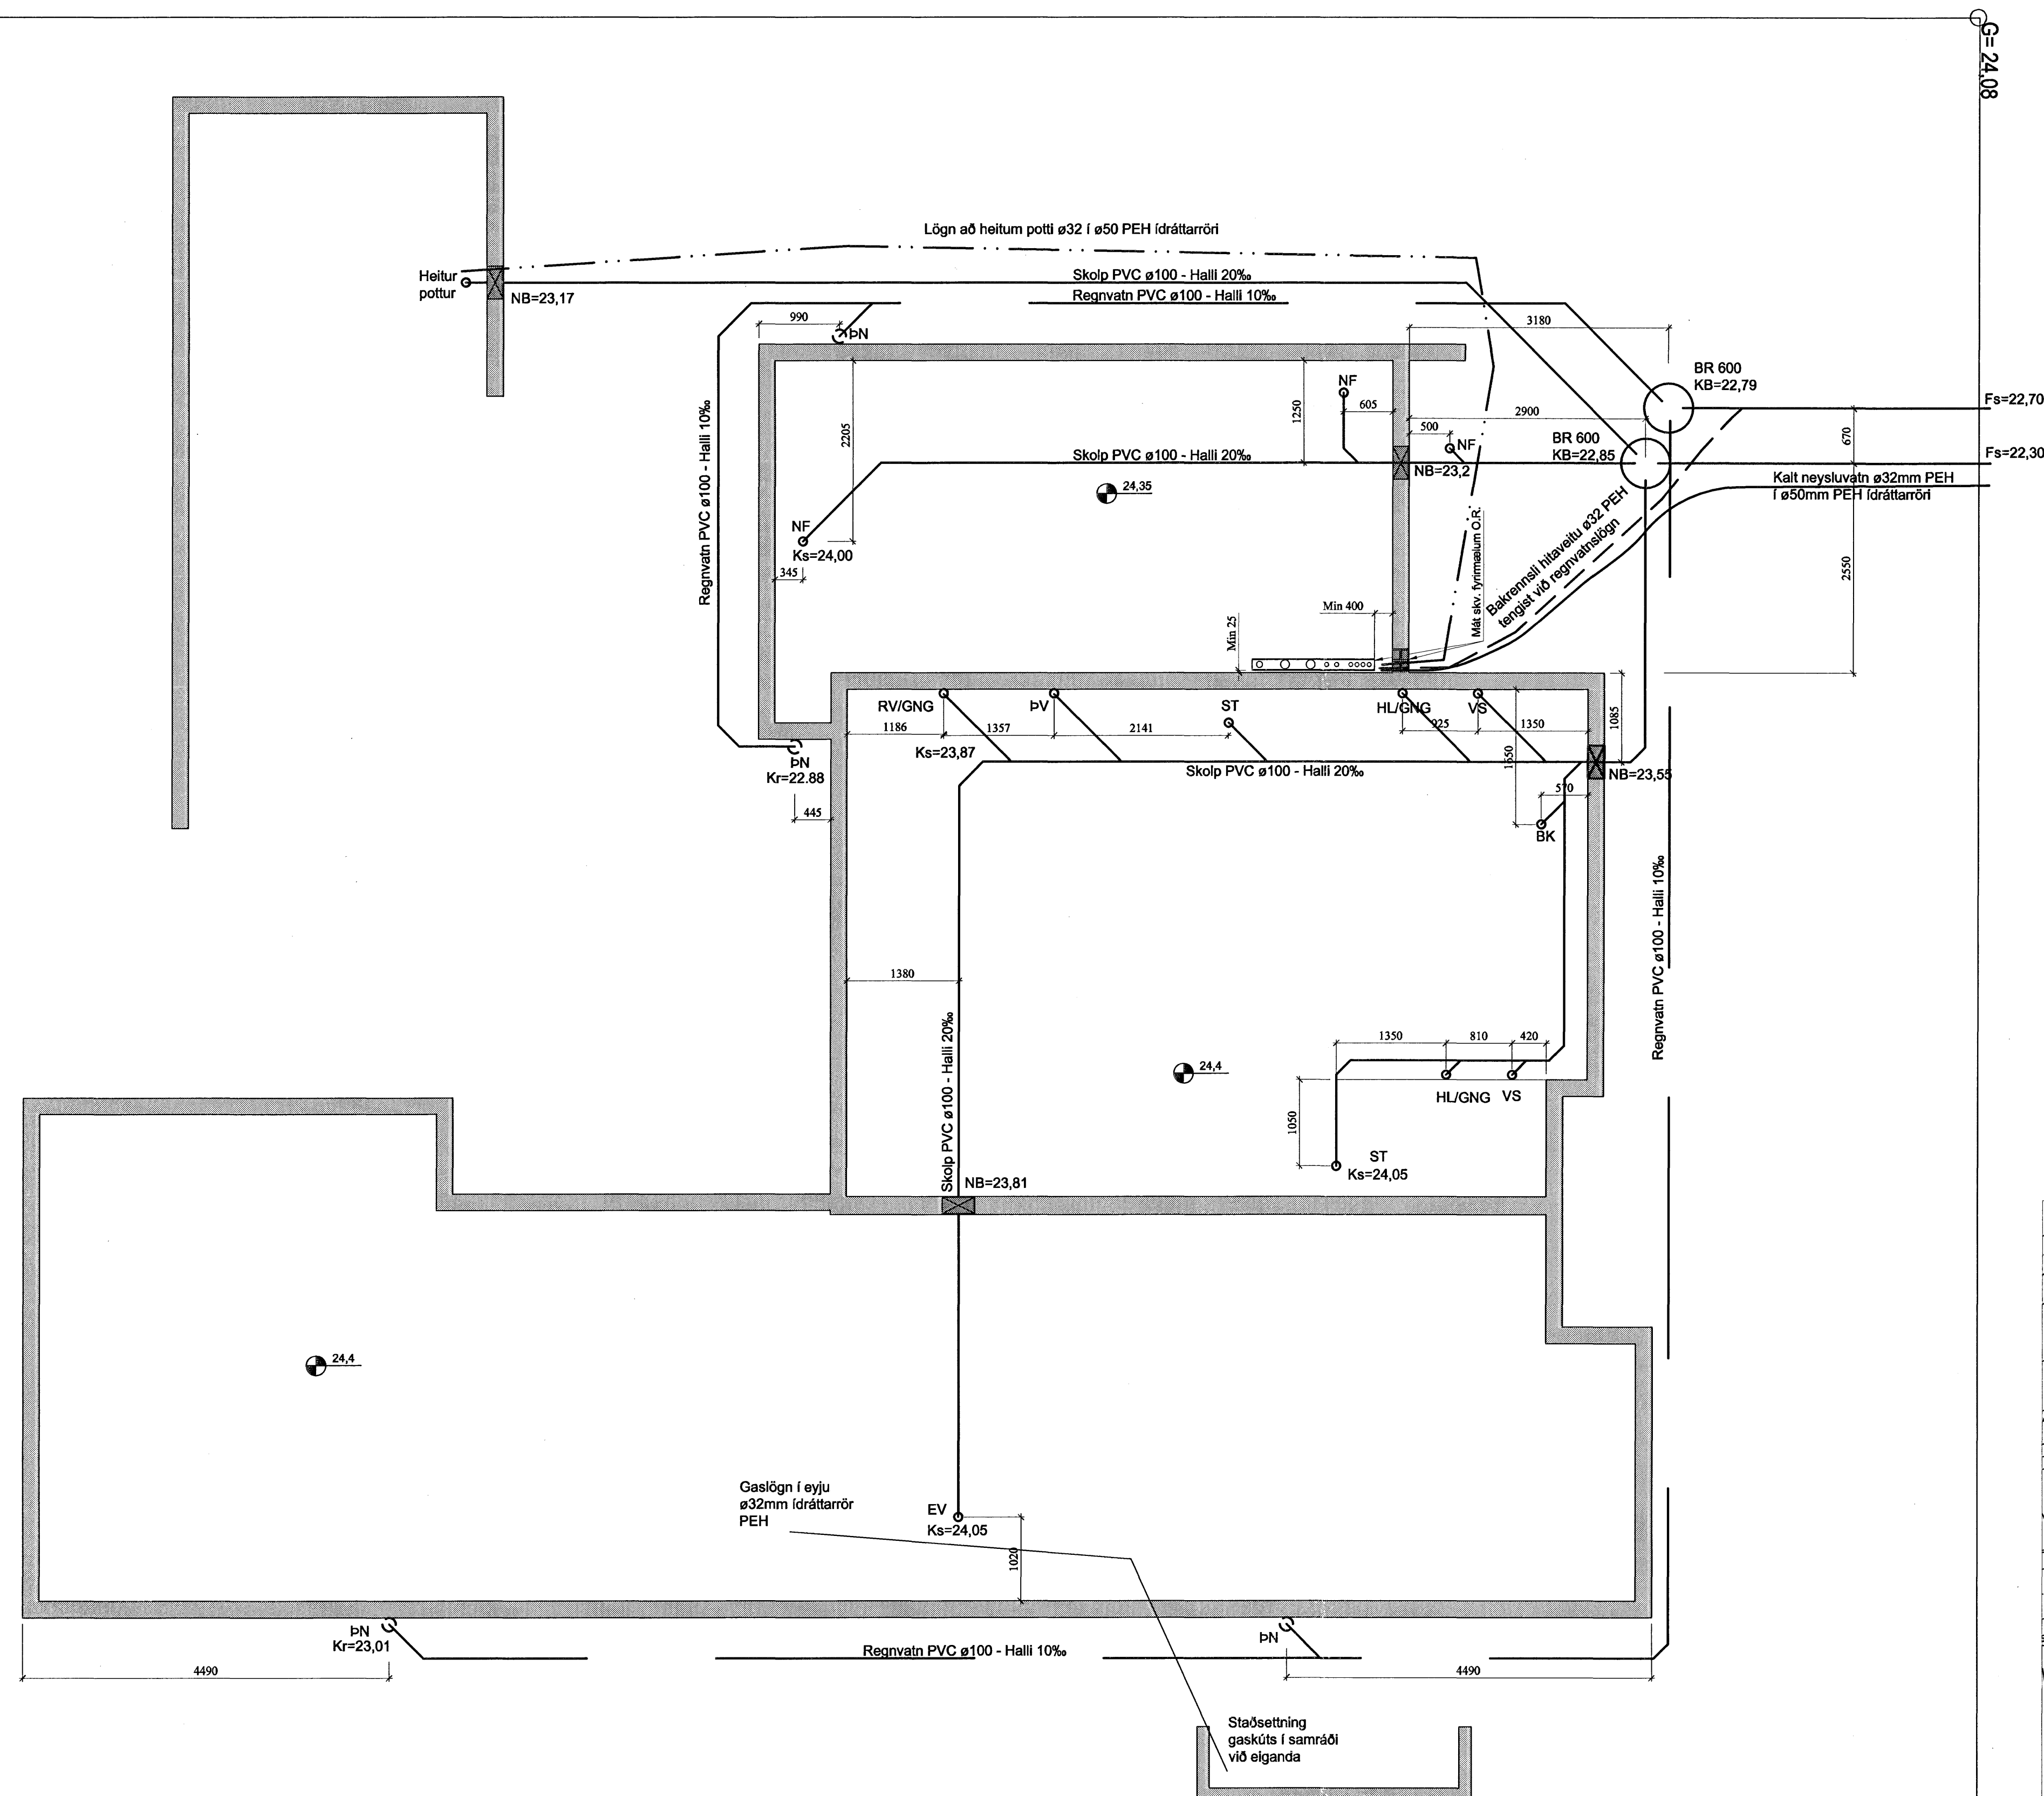 G= 24,08
Lögn að heitum potti ø32 í ø50 PEH ídráttarröri
Heitur
pottur
NB=23,17
Skolp PVC ø100 - Halli 20‰
Regnvatn PVC ø100 - Halli 10‰
990
ÞN
3180
BR 600
KB=22,79
Fs=22,70
NF
605
1250
2205
2900
500
NF
BR 600
KB=22,85
670
Fs=22,30
Skolp PVC ø100 - Halli 20‰
NB=23,2
Kalt neysluvatn ø32mm PEH
í ø50mm PEH ídráttarröri
24,35
Regnvatn PVC ø100 - Halli 10‰
NF
Ks=24,00
345
Mát skv. fyrirmælum O.R.
Bakrennsli hitaveitu ø32 PEH
tengist við regnvatnslögn
2550
Min 400
Min 25
RV/GNG
ÞV
ST
HL/GNG
VS
1186
1357
2141
925
1350
1085
Ks=23,87
1650
Skolp PVC ø100 - Halli 20‰
NB=23,55
ÞN
Kr=22.88
445
570
BK
Regnvatn PVC ø100 - Halli 10‰
1380
Skolp PVC ø100 - Halli 20‰
24,4
1350
810
420
HL/GNG
VS
1050
ST
Ks=24,05
NB=23,81
24,4
Gaslögn í eyju
ø32mm ídráttarrör
PEH
EV
Ks=24,05
1020
ÞN
Kr=23,01
Regnvatn PVC ø100 - Halli 10‰
ÞN
4490
4490
Staðsettning
gaskúts í samráði
við eiganda